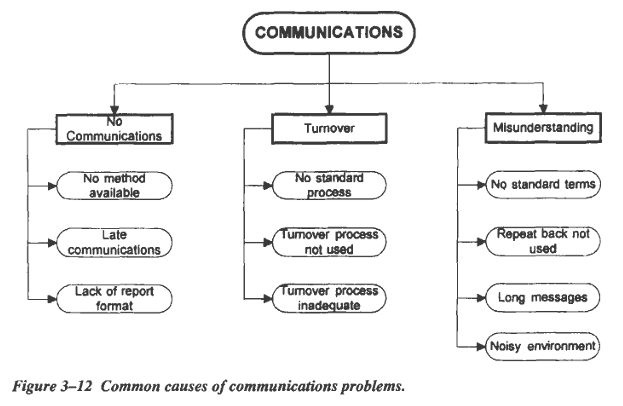 COMMUNICATIONS
No
Communications
Turnover
Misunderstanding
No method
available
No standard
process
No standard terms
Late
communications
Turnover process
not used
Repeat back not
used
Lack of report
format
Turnover process
inadequate
Long messages
Noisy environment
Figure 3–12 Common causes of communications problems.